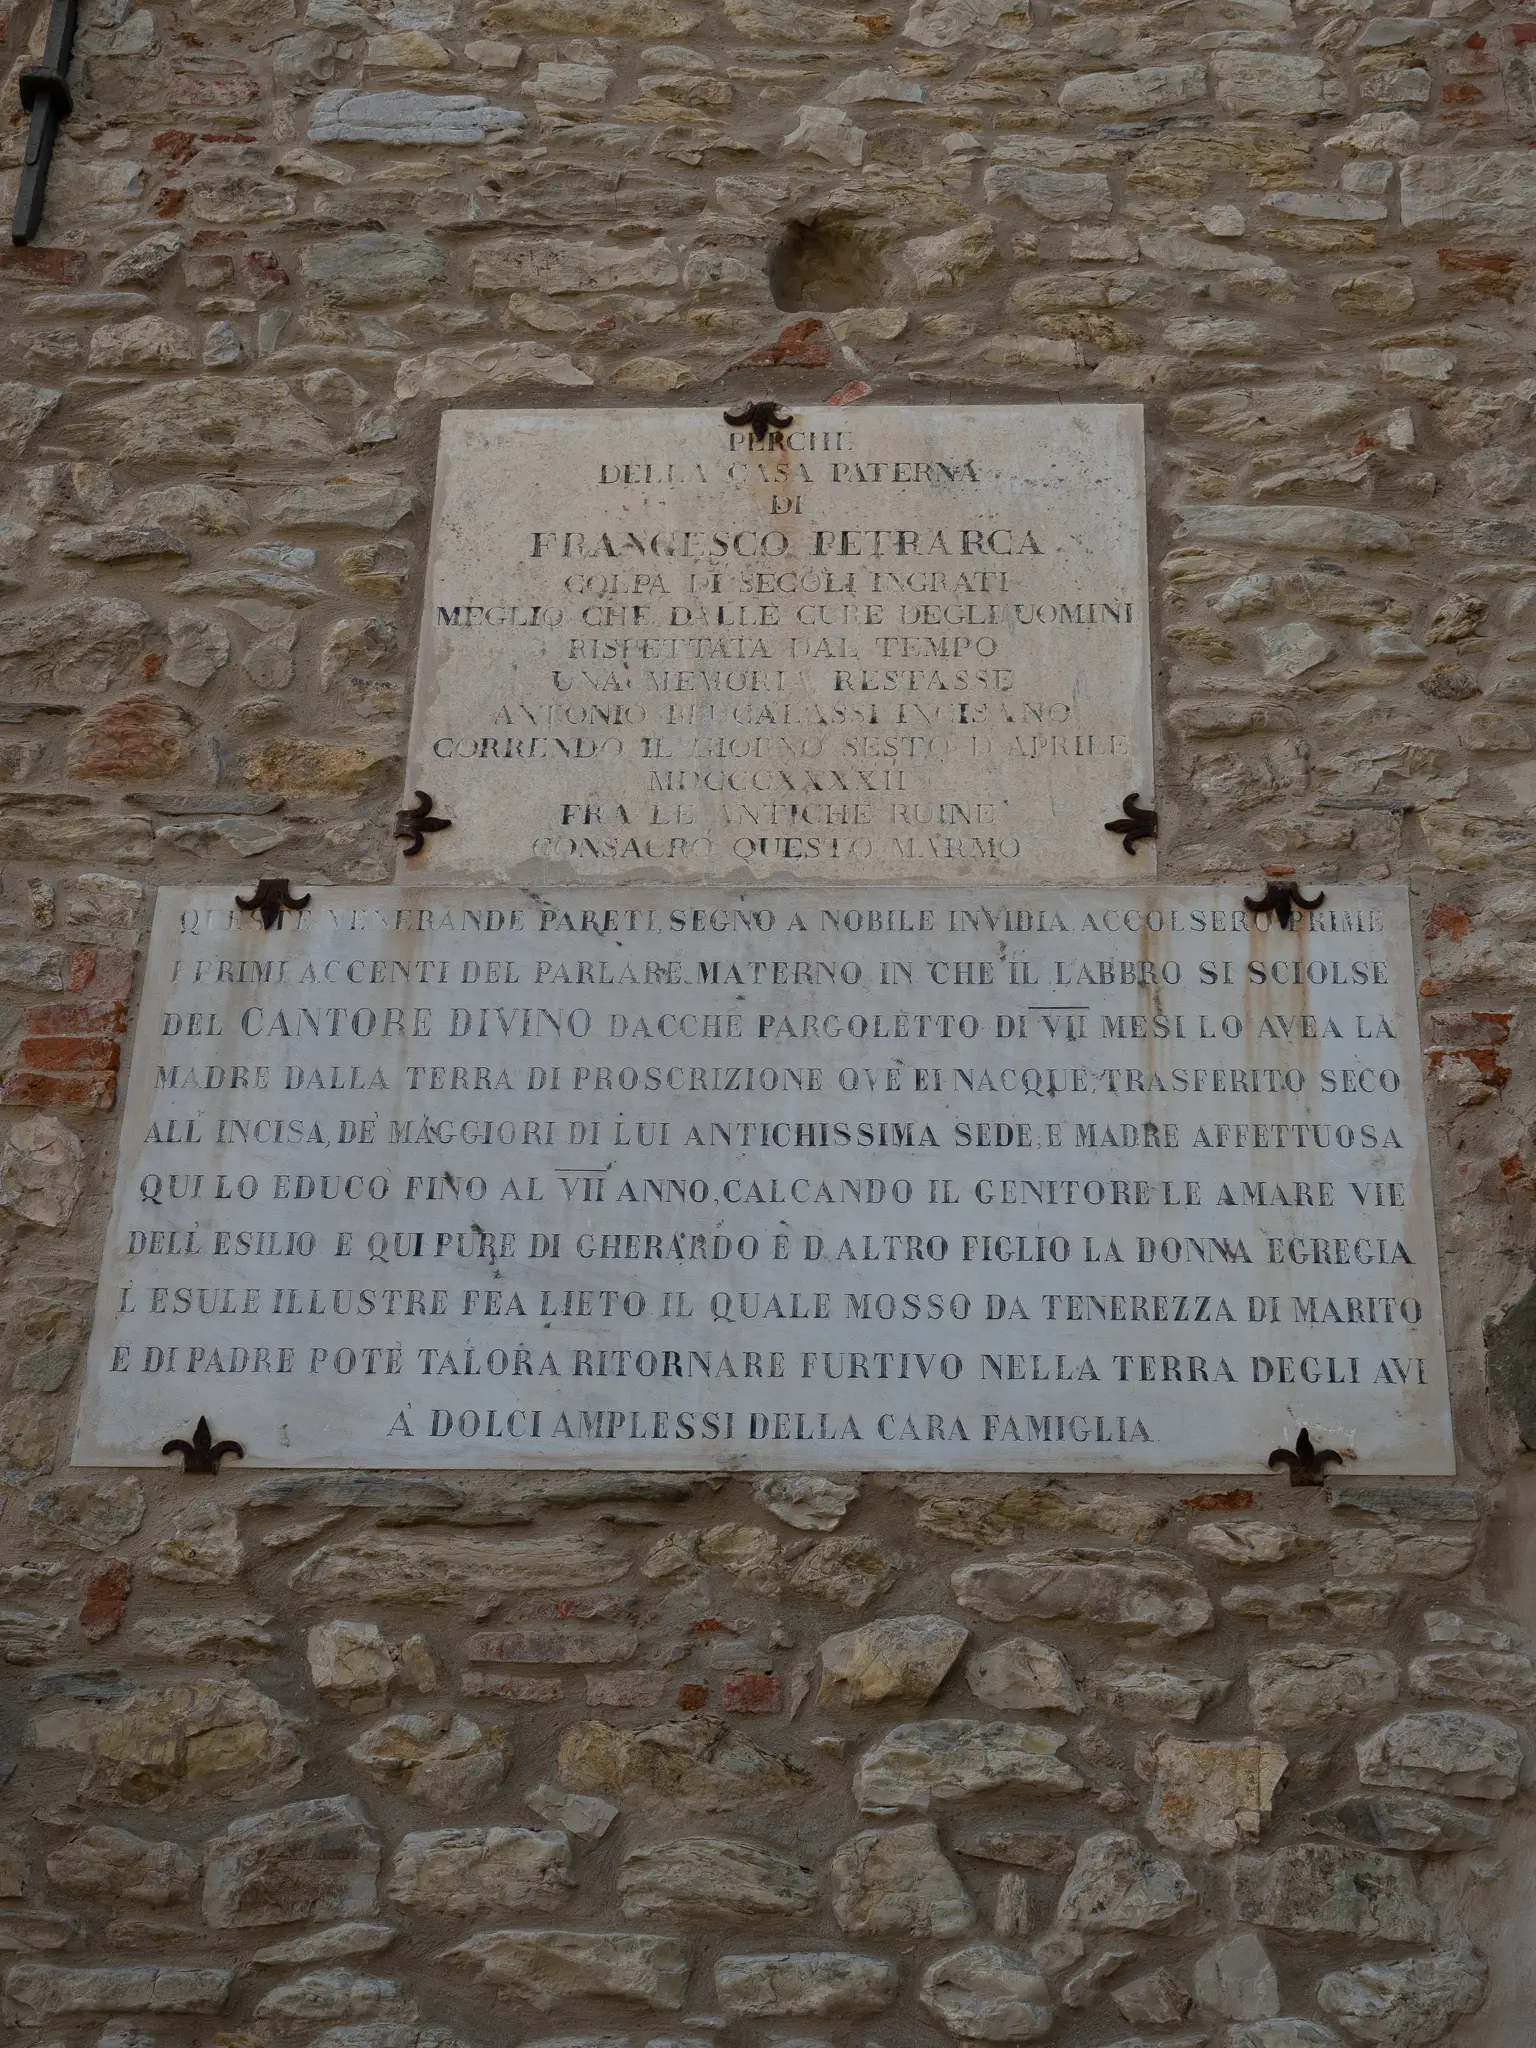 PERCHÈ
DELLA CASA PATERNA
DI
FRANCESCO PETRARCA
COLPA DI SECOLI INGRATI
MEGLIO CHE DALLE CURE DEGLI UOMINI
RISPETTATA DAL TEMPO
UNA MEMORIA RESTASSE
ANTONIO BRUCALASSI INCISANO
CORRENDO IL GIORNO SESTO D'APRILE
MDCCCXXXXII
FRA LE ANTICHE RUINE
CONSACRÒ QUESTO MARMO
QUESTE VENERANDE PARETI, SEGNO A NOBILE INVIDIA, ACCOLSERO PRIME
I PRIMI ACCENTI DEL PARLARE MATERNO IN CHE IL LABBRO SI SCIOLSE
DEL CANTORE DIVINO DACCHÈ PARGOLETTO DI VII MESI LO AVEA LA
MADRE DALLA TERRA DI PROSCRIZIONE OVE EI NACQUE, TRASFERITO SECO
ALL'INCISA, DE' MAGGIORI DI LUI ANTICHISSIMA SEDE, E MADRE AFFETTUOSA
QUI LO EDUCÒ FINO AL VII ANNO, CALCANDO IL GENITORE LE AMARE VIE
DELL'ESILIO E QUI PURE DI GHERARDO E D'ALTRO FIGLIO LA DONNA EGREGIA
L'ESULE ILLUSTRE FEA LIETO IL QUALE MOSSO DA TENEREZZA DI MARITO
E DI PADRE POTÈ TALORA RITORNARE FURTIVO NELLA TERRA DEGLI AVI
A' DOLCI AMPLESSI DELLA CARA FAMIGLIA